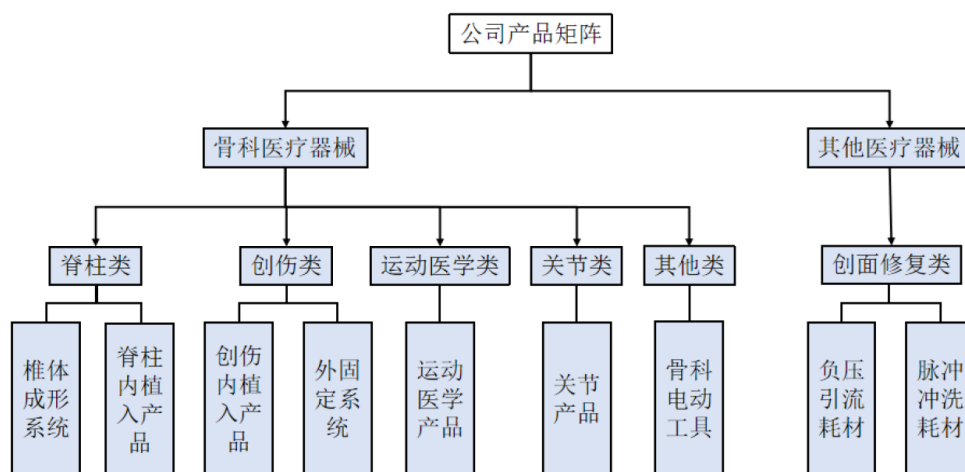 公司产品矩阵
骨科医疗器械
其他医疗器械
脊柱类
创伤类
运动医学类
关节类
其他类
创面修复类
椎体
成形
系统
脊柱
内植
入产
品
创伤
内植
入产
品
外固
定系
统
运动
医学
产品
关节
产品
骨科
电动
工具
负压
引流
耗材
脉冲
冲洗
耗材